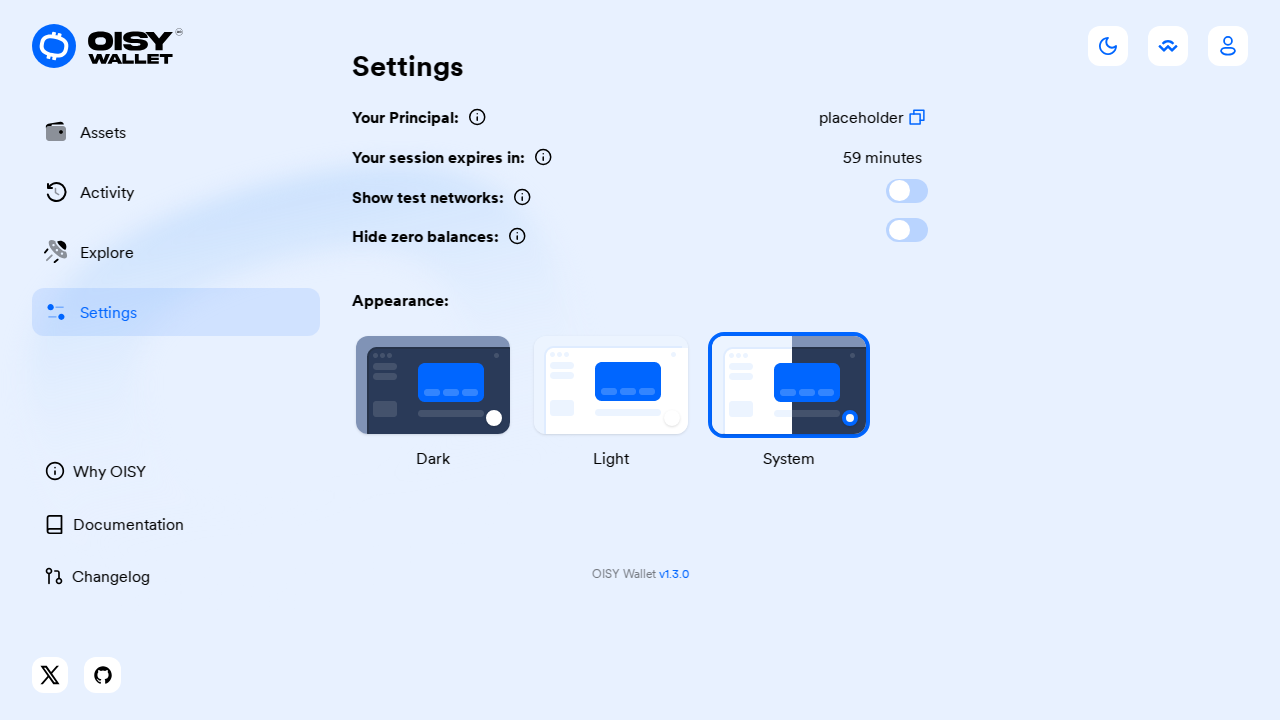 OISY
WALLET
Settings
Assets
Activity
Explore
Settings
Why OISY
Documentation
Changelog
Your Principal:
placeholder
Your session expires in:
59 minutes
Show test networks:
Hide zero balances:
Appearance:
Dark
Light
System
OISY Wallet v1.3.0